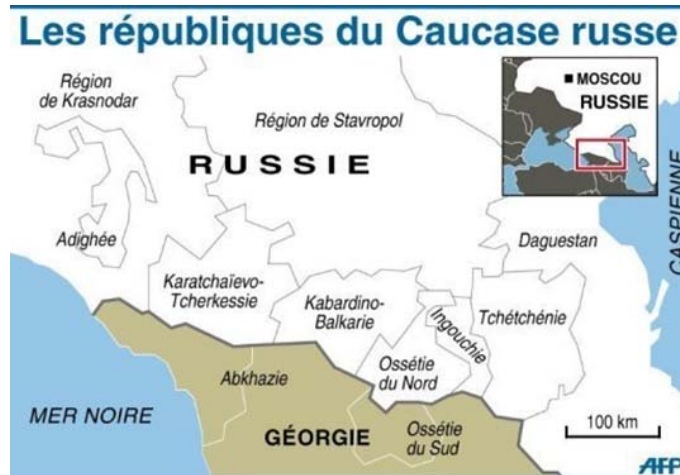 Les républiques du Caucase russe
Région
de Krasnodar
Région de Stavropol
MOSCOU
RUSSIE
RUSSIE
CASPIENNE
Adighée
Daguestan
Karatchaïevo-
Tcherkessie
Kabardino-
Balkarie
Ingouchie
Tchétchénie
Ossétie
du Nord
Abkhazie
MER NOIRE
GÉORGIE
Ossétie
du Sud
100 km
AFP